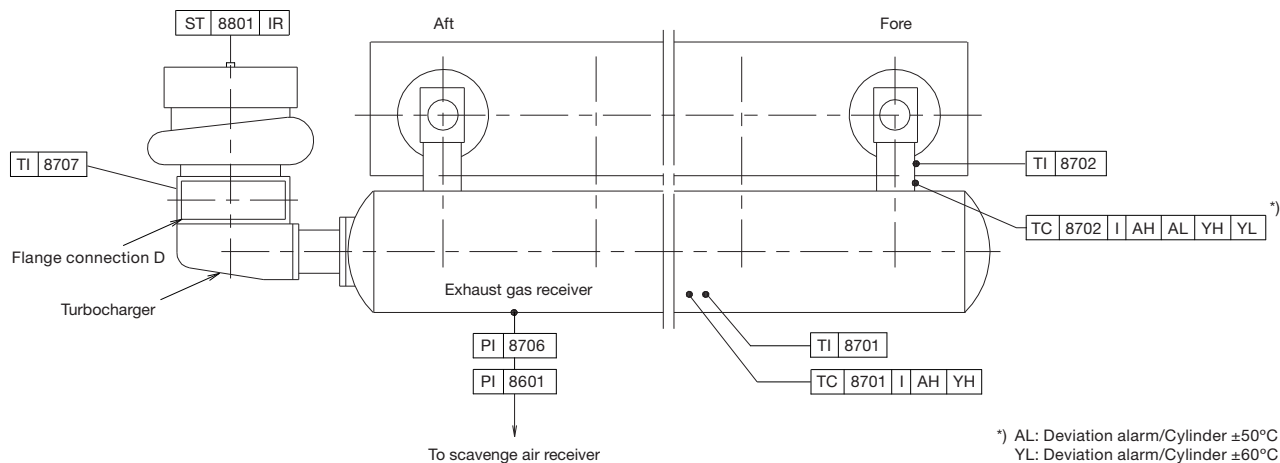 ST 8801 IR
Aft
Fore
TI 8707
TI 8702
*)
TC 8702 I AH AL YH YL
Flange connection D
Turbocharger
Exhaust gas receiver
PI 8706
TI 8701
PI 8601
TC 8701 I AH YH
To scavenge air receiver
*) AL: Deviation alarm/Cylinder ±50ºC
YL: Deviation alarm/Cylinder ±60ºC